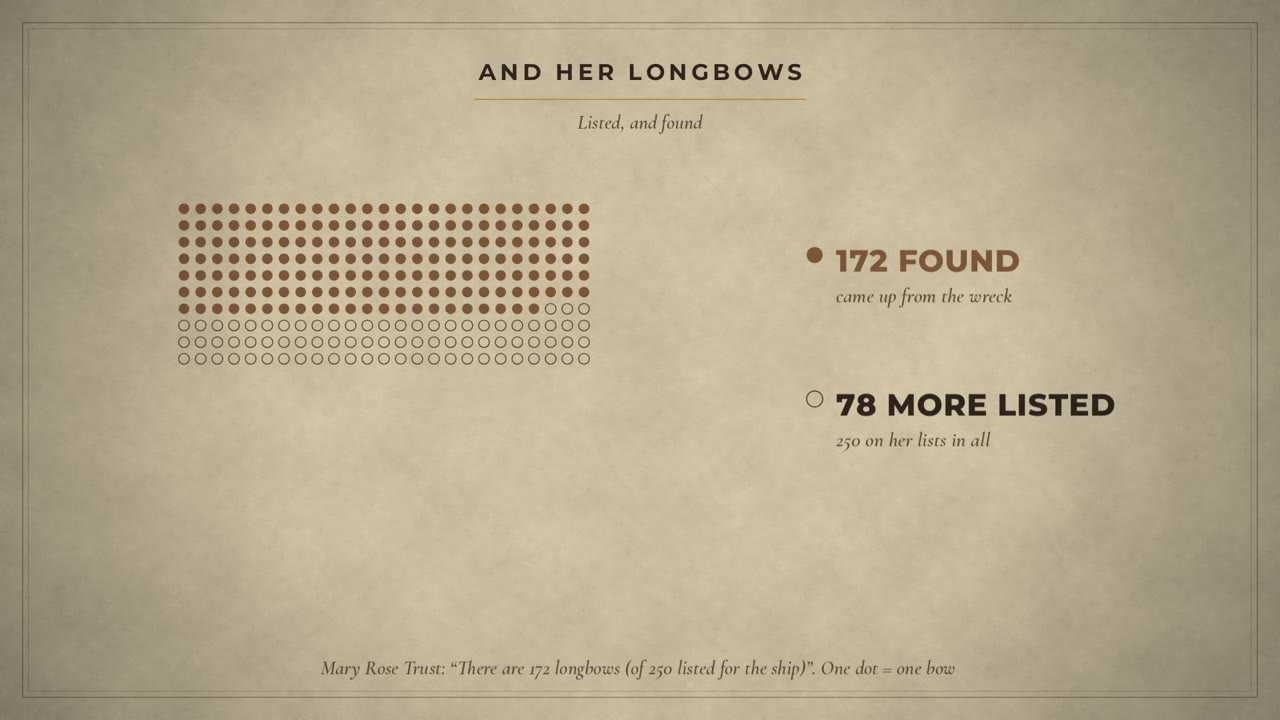 AND HER LONGBOWS
Listed, and found
172 FOUND
came up from the wreck
78 MORE LISTED
250 on her lists in all
Mary Rose Trust: “There are 172 longbows (of 250 listed for the ship)”. One dot = one bow